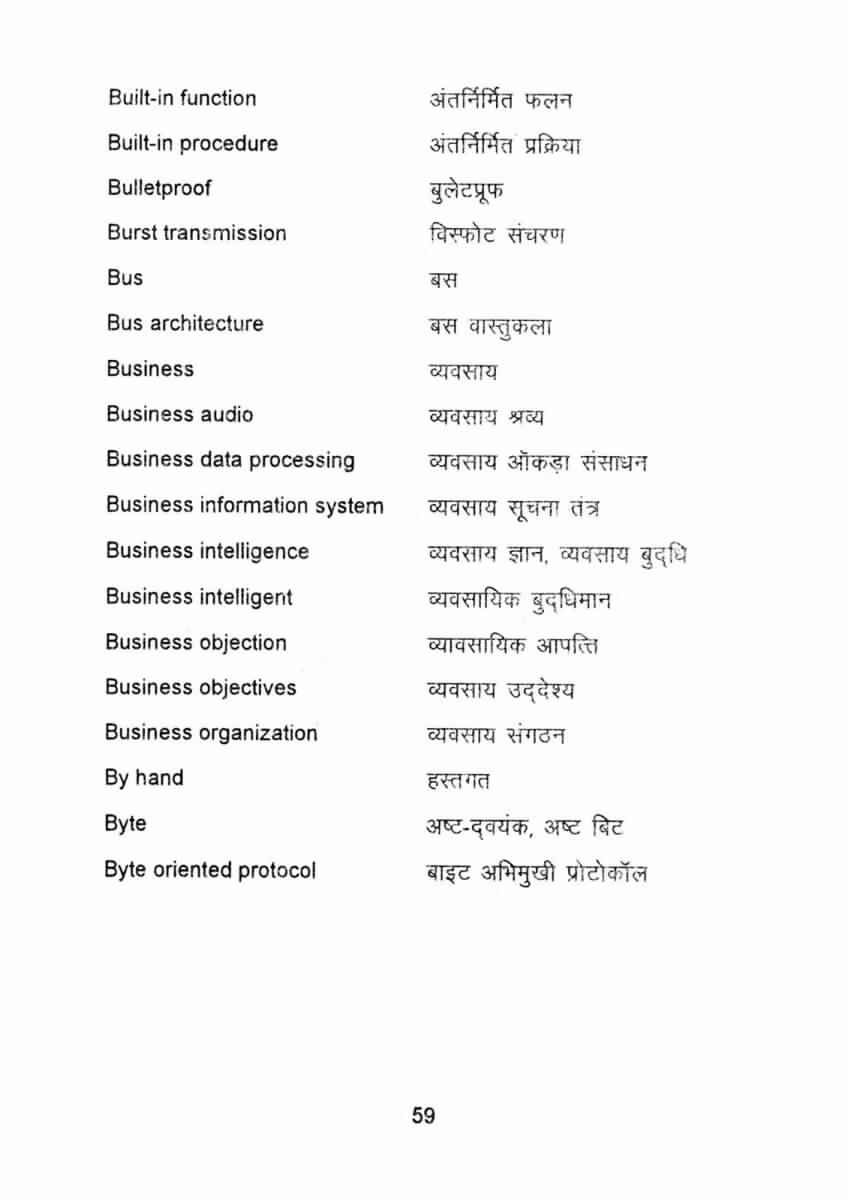 Built-in function अंतर्निर्मित फलन
Built-in procedure अंतर्निर्मित प्रक्रिया
Bulletproof बुलेटप्रूफ
Burst transmission विस्फोट संचरण
Bus बस
Bus architecture बस वास्तुकला
Business व्यवसाय
Business audio व्यवसाय श्रव्य
Business data processing व्यवसाय ऑकड़ा संसाधन
Business information system व्यवसाय सूचना तंत्र
Business intelligence व्यवसाय ज्ञान, व्यवसाय बुद्‌धि
Business intelligent व्यवसायिक बुद्‌धिमान
Business objection व्यावसायिक आपत्ति
Business objectives व्यवसाय उद्‌देश्य
Business organization व्यवसाय संगठन
By hand हस्तगत
Byte अष्ट-द्‌वयंक, अष्ट बिट
Byte oriented protocol बाइट अभिमुखी प्रोटोकॉल
59